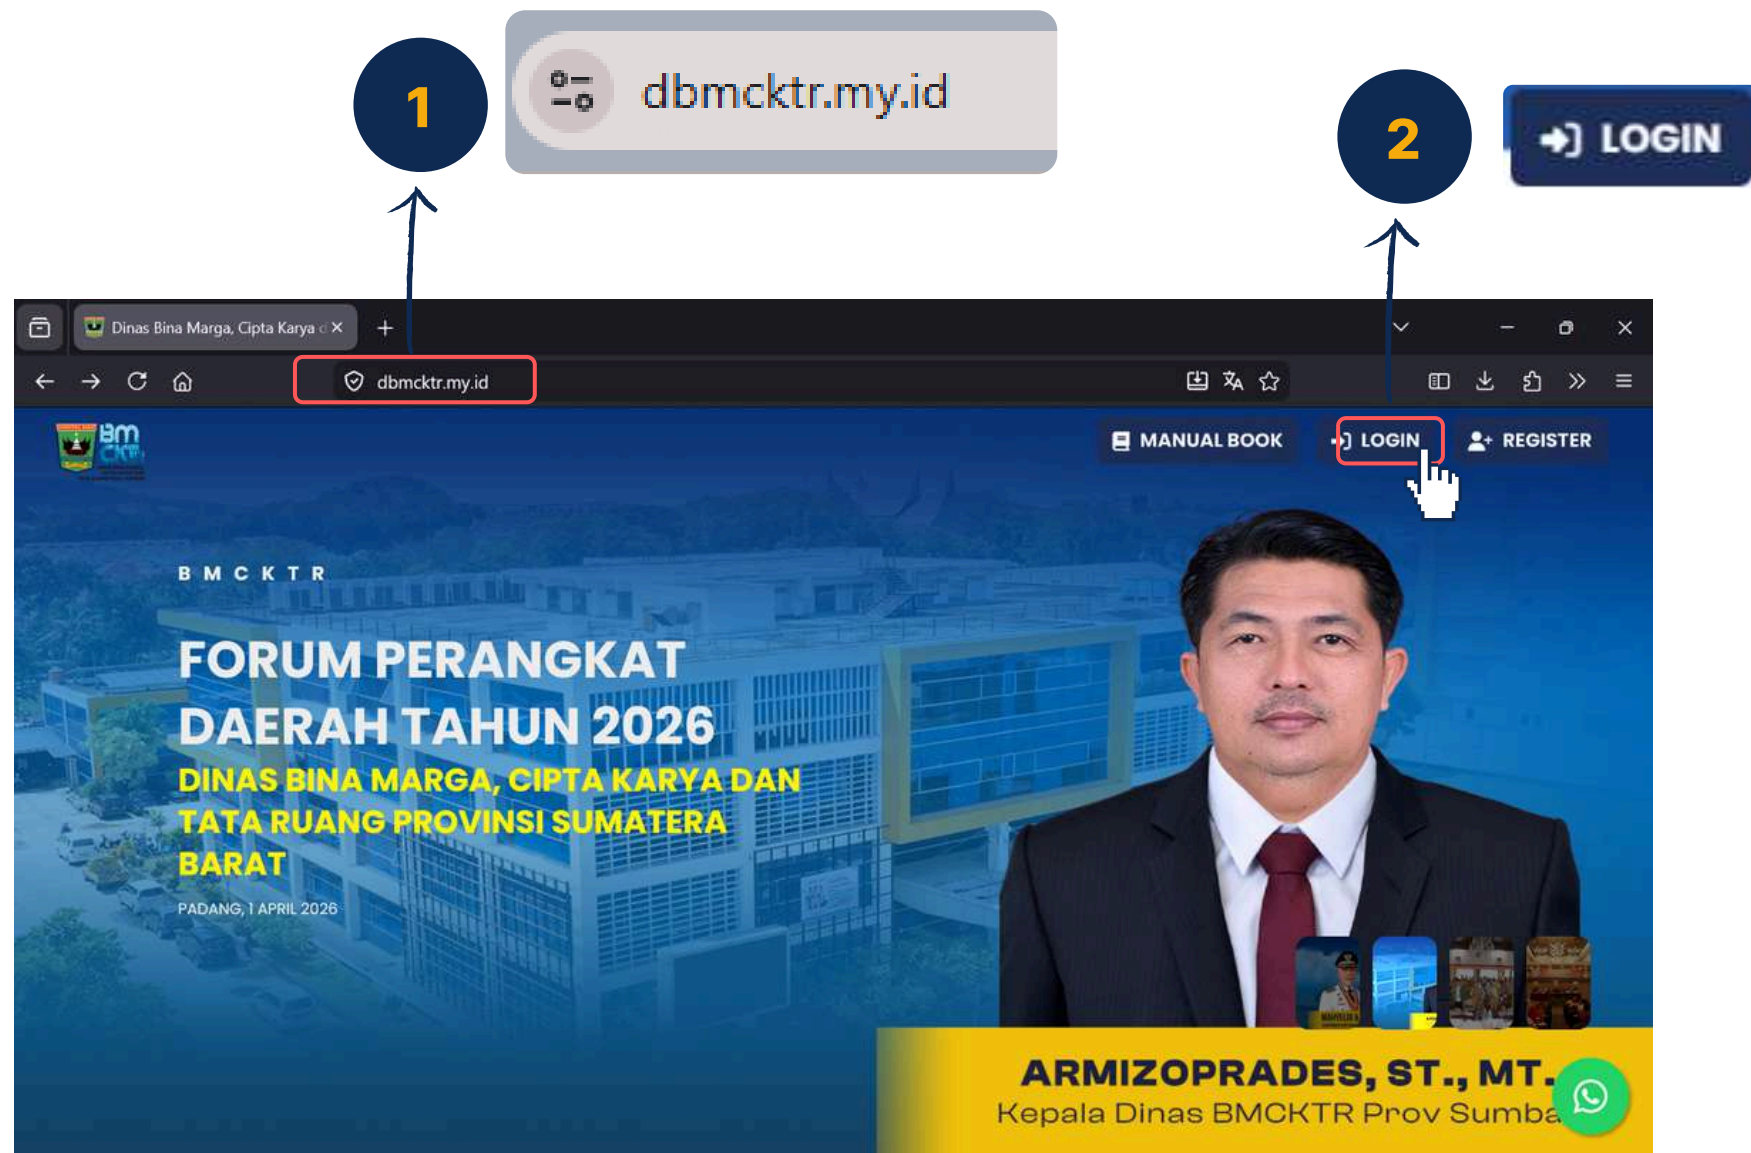 1
dbmcktr.my.id
2
LOGIN
Dinas Bina Marga, Cipta Karya d
dbmcktr.my.id
BM
CKTR
MANUAL BOOK
LOGIN
REGISTER
BMCKTR
FORUM PERANGKAT
DAERAH TAHUN 2026
DINAS BINA MARGA, CIPTA KARYA DAN
TATA RUANG PROVINSI SUMATERA
BARAT
PADANG, 1 APRIL 2026
ARMIZOPRADES, ST., MT.
Kepala Dinas BMCKTR Prov Sumba